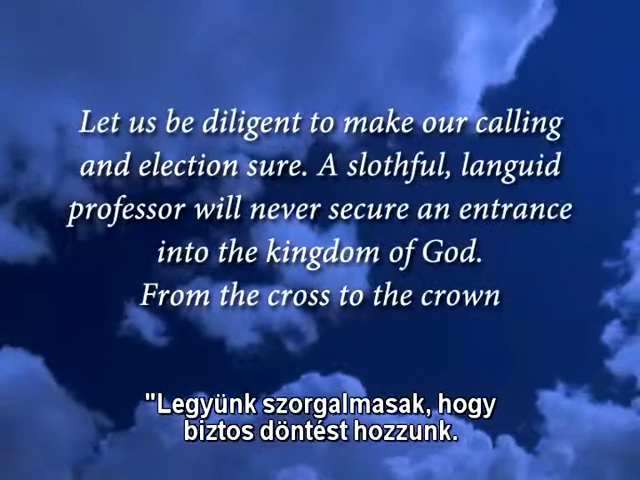 Let us be diligent to make our calling
and election sure. A slothful, languid
professor will never secure an entrance
into the kingdom of God.
From the cross to the crown
"Legyünk szorgalmasak, hogy
biztos döntést hozzunk.